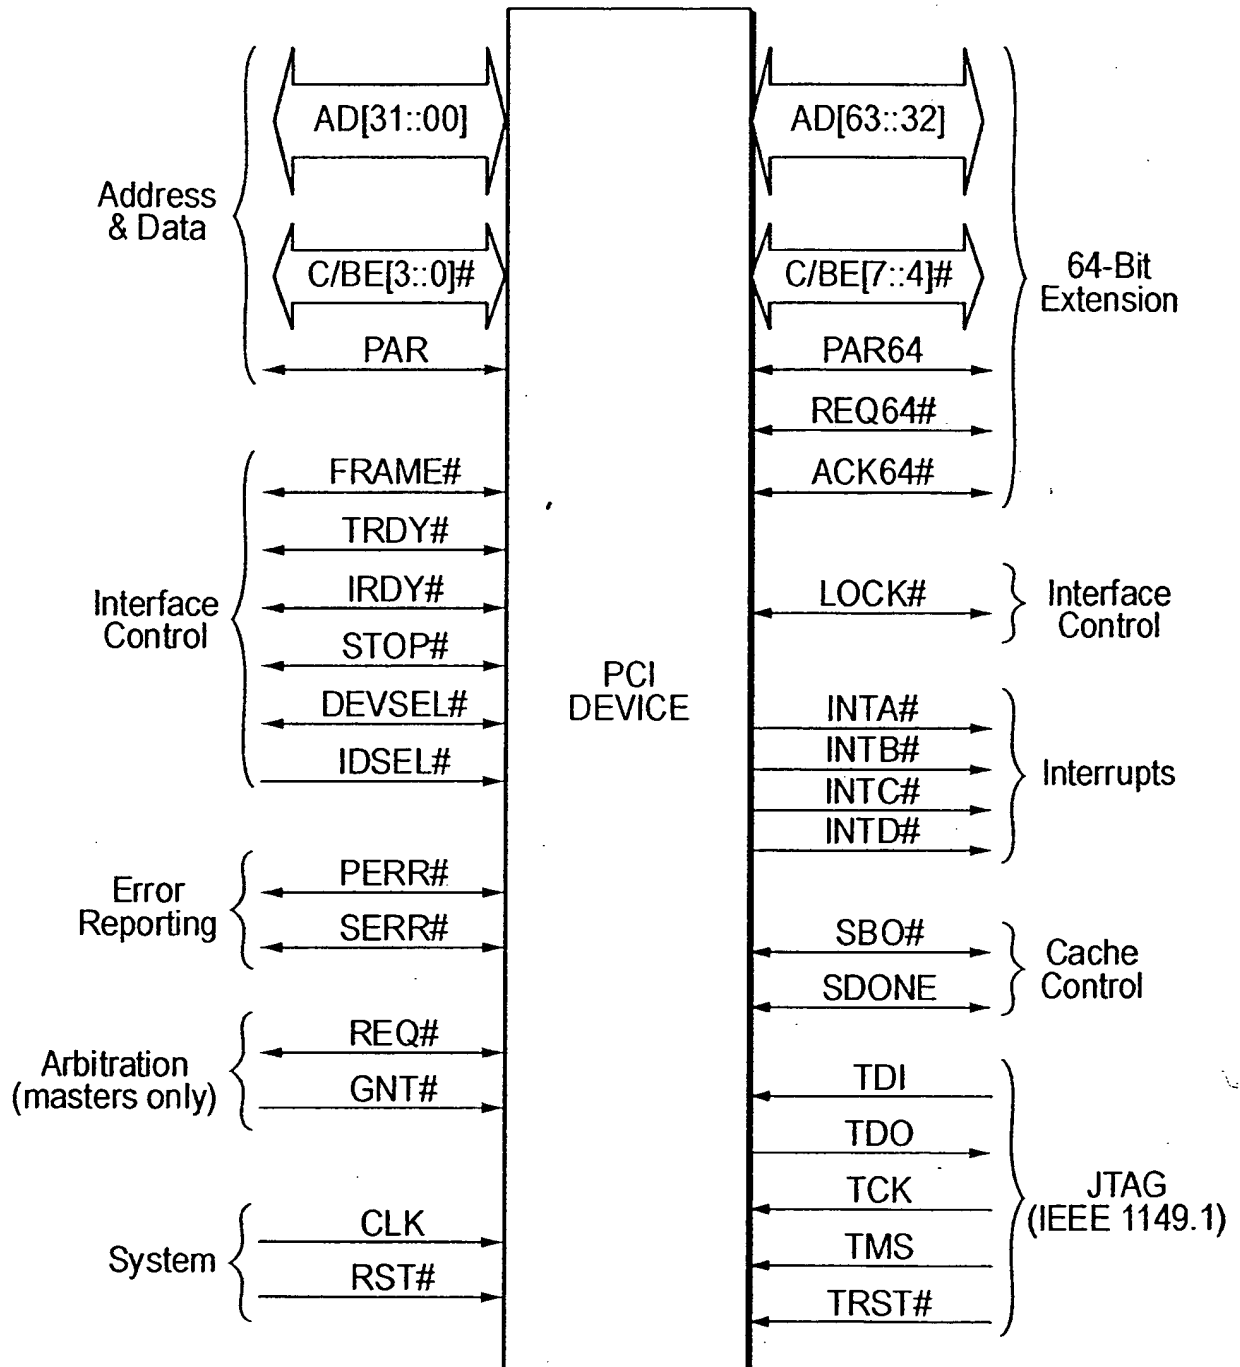 AD[31::00]
Address
& Data
C/BE[3::0]#
PAR
FRAME#
TRDY#
IRDY#
Interface
Control
STOP#
DEVSEL#
IDSEL#
PERR#
Error
Reporting
SERR#
REQ#
Arbitration
(masters only)
GNT#
CLK
System
RST#
PCI
DEVICE
AD[63::32]
C/BE[7::4]#
64-Bit
Extension
PAR64
REQ64#
ACK64#
LOCK#
Interface
Control
INTA#
INTB#
Interrupts
INTC#
INTD#
SBO#
Cache
Control
SDONE
TDI
TDO
TCK
JTAG
(IEEE 1149.1)
TMS
TRST#